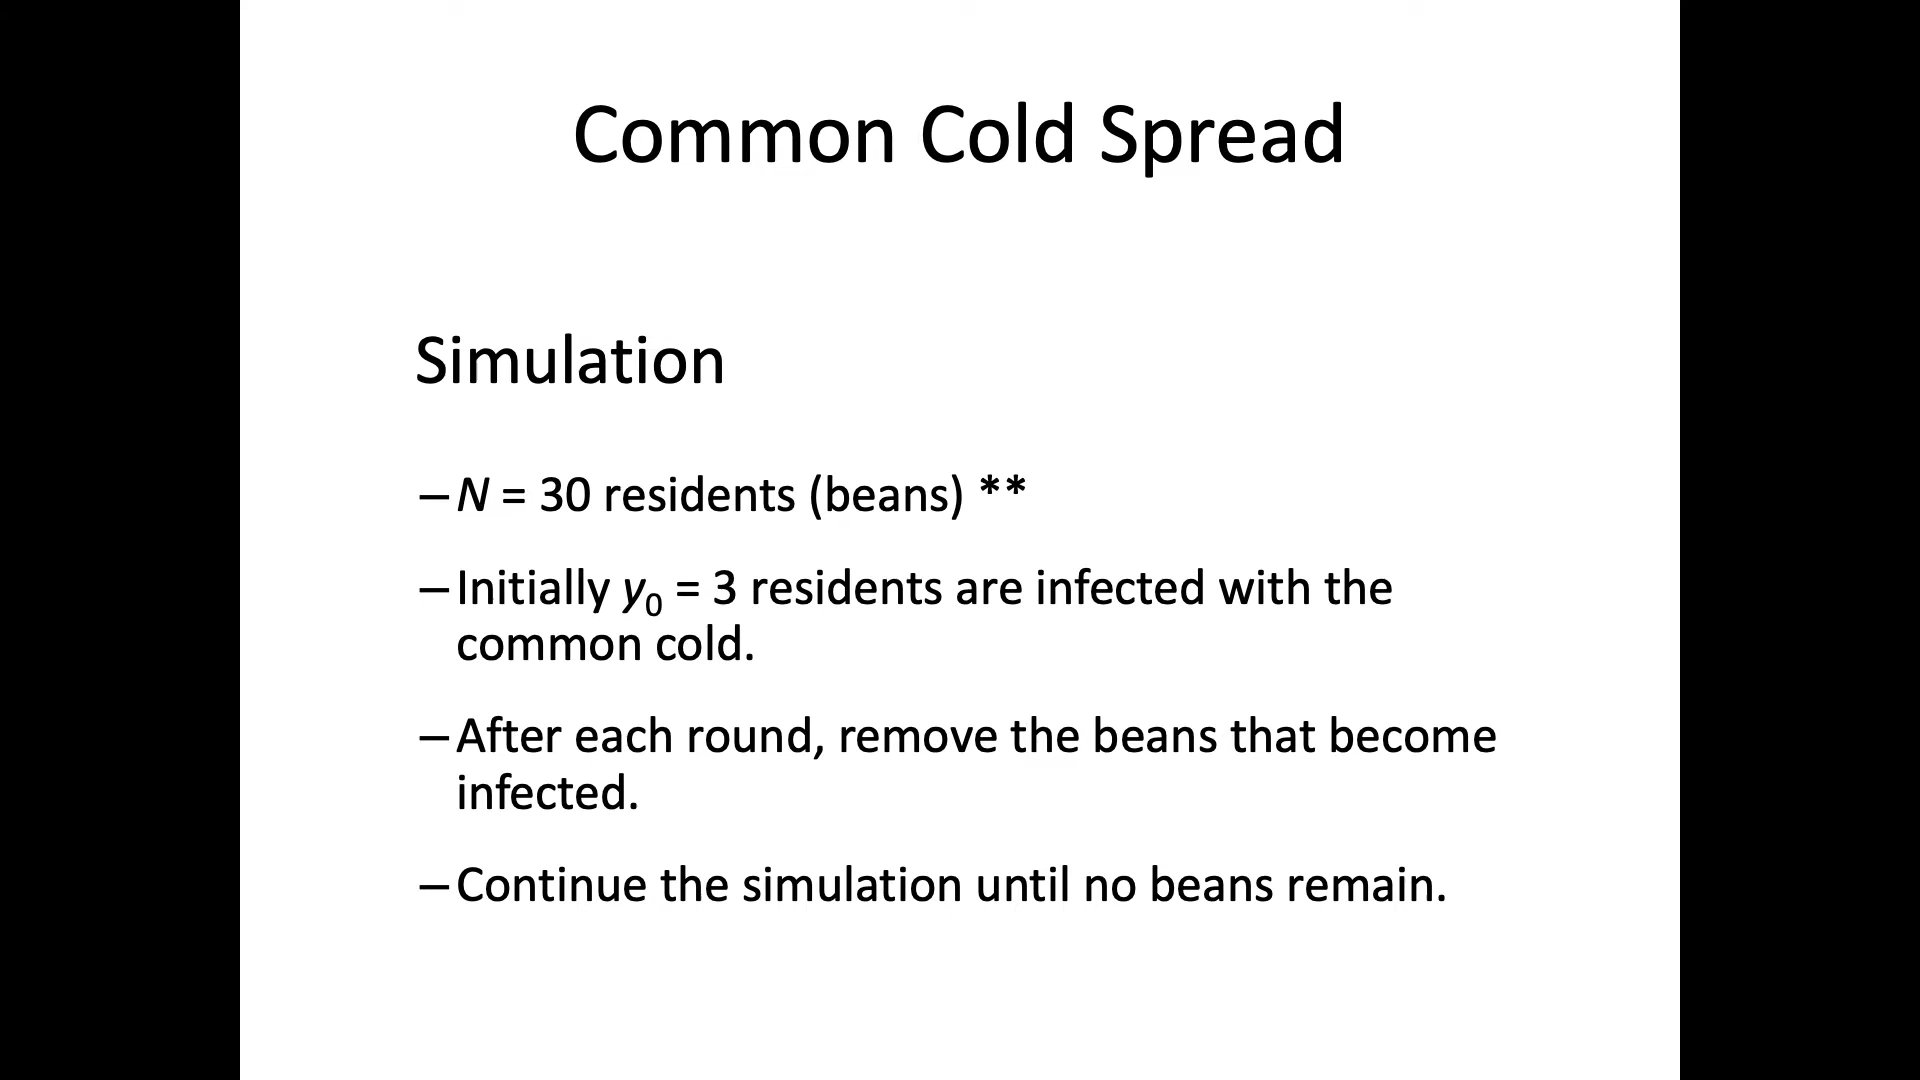 Common Cold Spread
Simulation
–N = 30 residents (beans) **
–Initially y₀ = 3 residents are infected with the
common cold.
–After each round, remove the beans that become
infected.
–Continue the simulation until no beans remain.